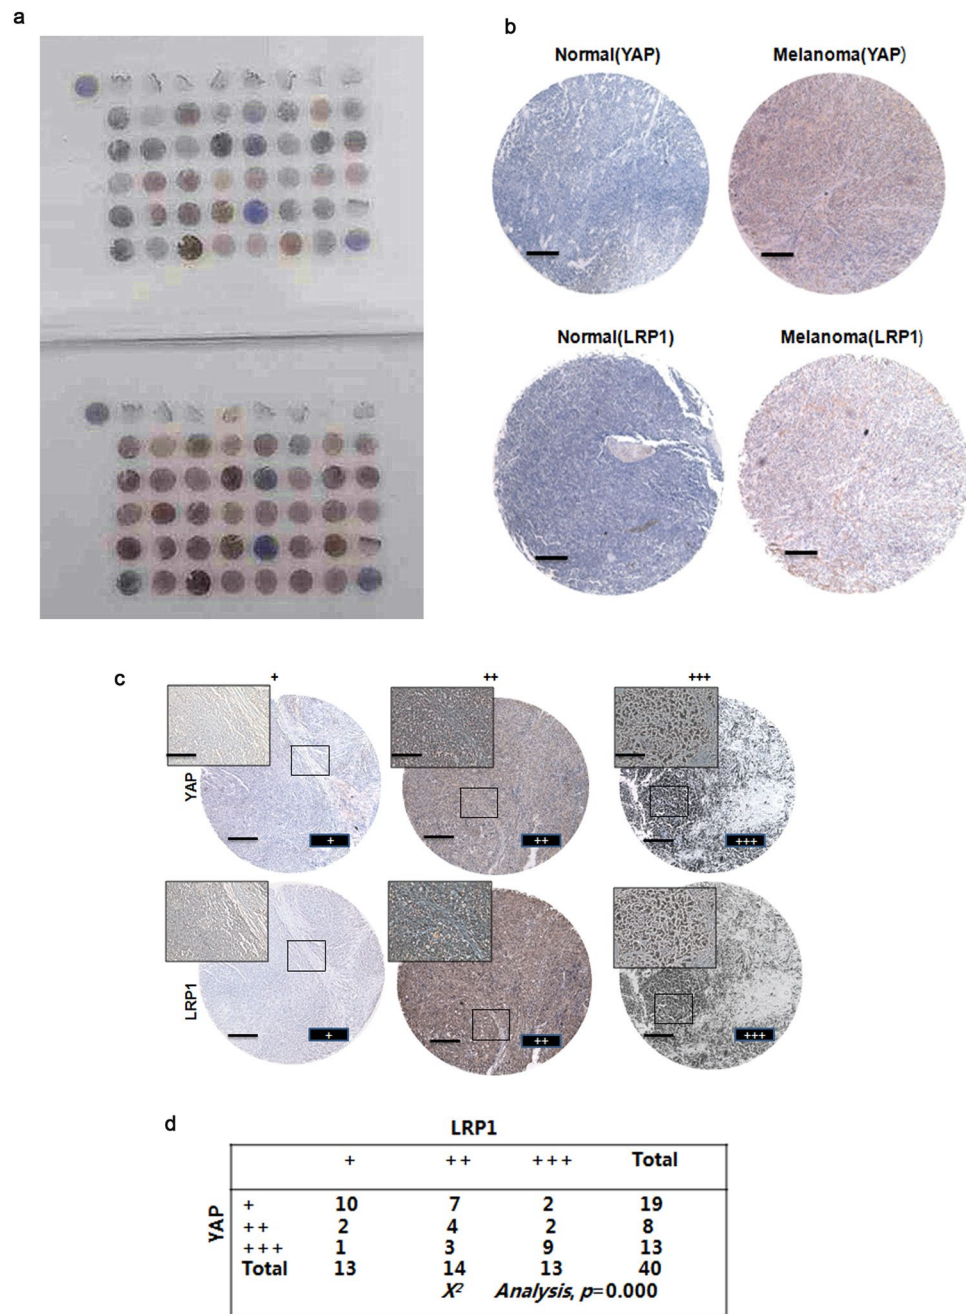 a
b
Normal(YAP) Melanoma(YAP)
Normal(LRP1) Melanoma(LRP1)
c
+ ++ +++
YAP
+ ++ +++
LRP1
+ ++ +++
d
LRP1
+ ++ +++ Total
YAP
+ 10 7 2 19
++ 2 4 2 8
+++ 1 3 9 13
Total 13 14 13 40
X² Analysis, p=0.000